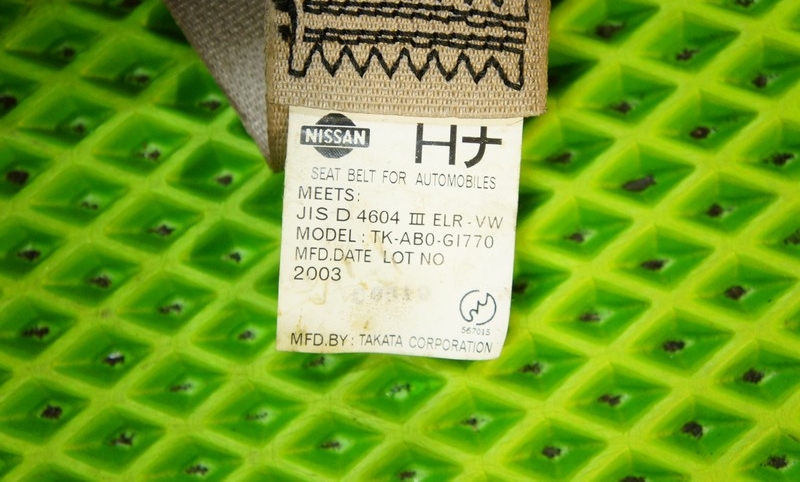 NISSAN Hナ
SEAT BELT FOR AUTOMOBILES
MEETS:
JIS D 4604 III ELR-VW
MODEL: TK-AB0-GI770
MFD.DATE LOT NO
2003
567015
MFD.BY: TAKATA CORPORATION